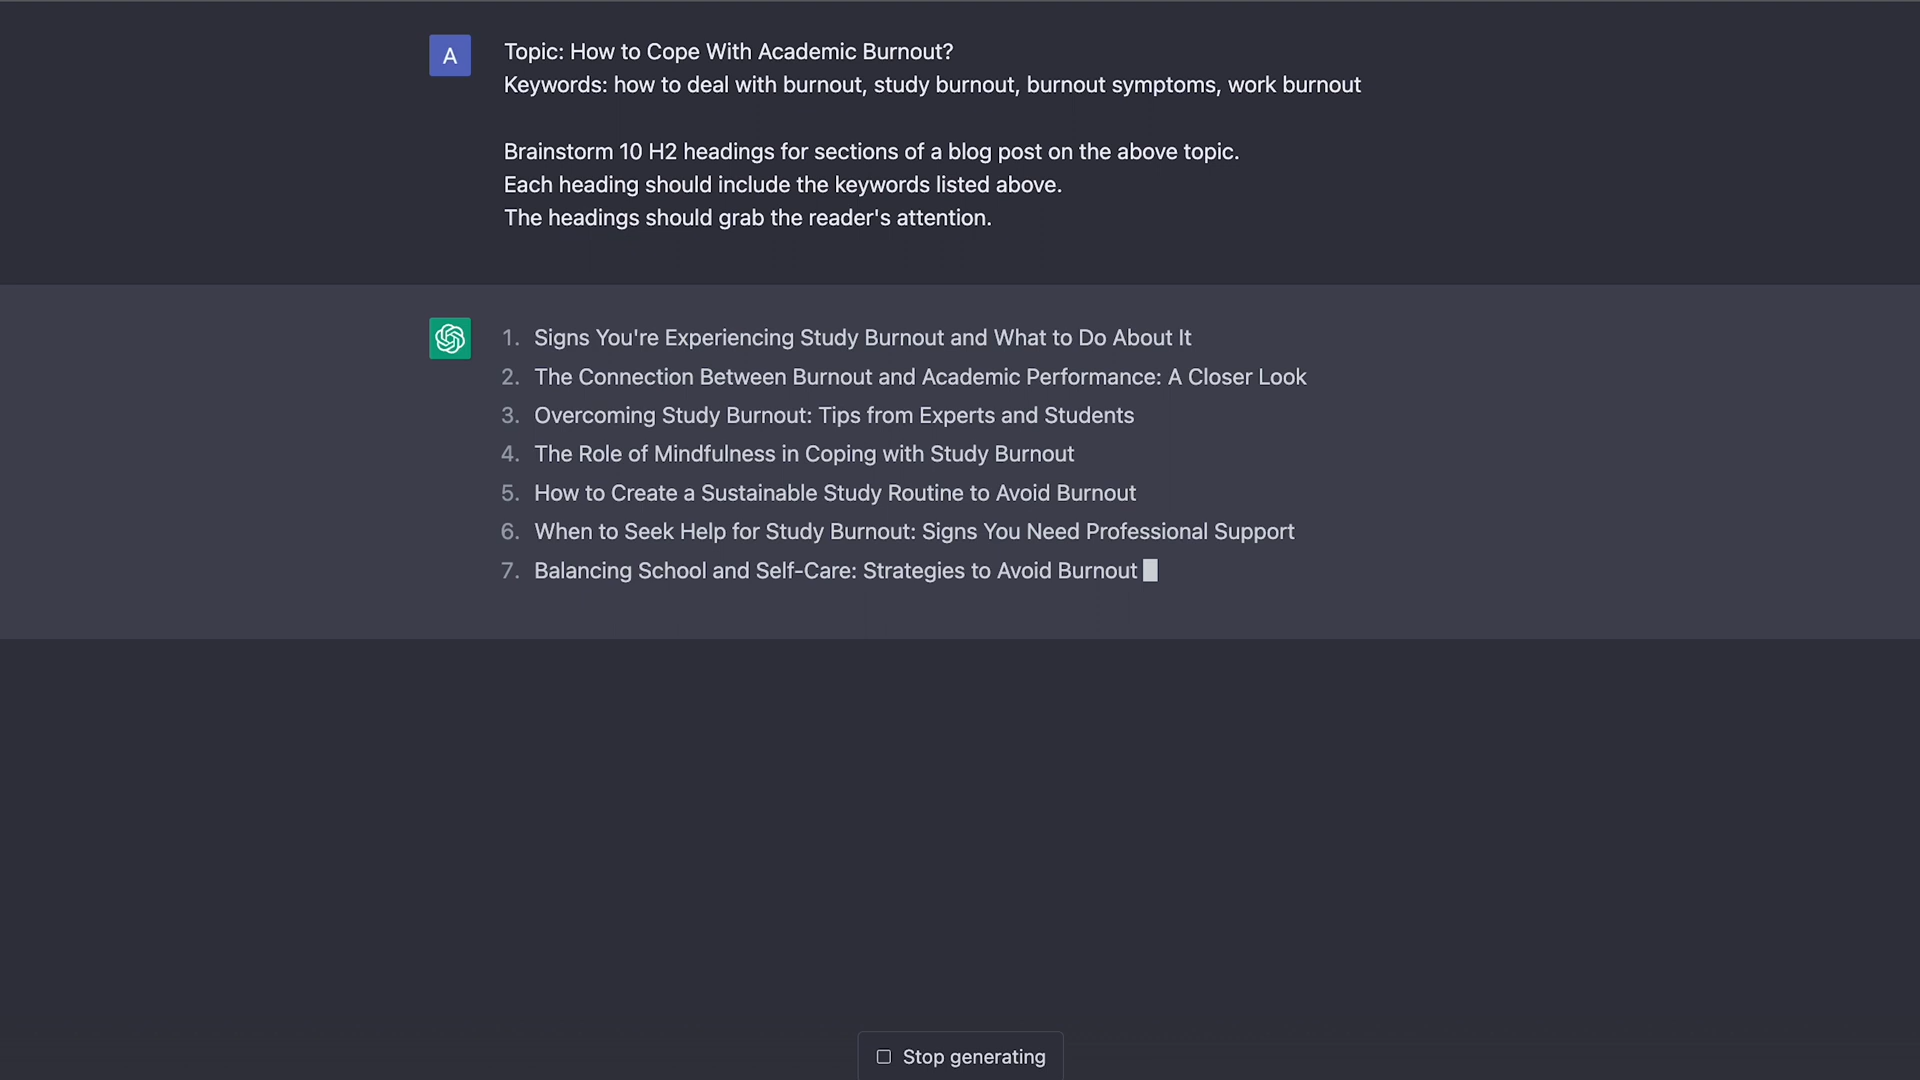 A
Topic: How to Cope With Academic Burnout?
Keywords: how to deal with burnout, study burnout, burnout symptoms, work burnout
Brainstorm 10 H2 headings for sections of a blog post on the above topic.
Each heading should include the keywords listed above.
The headings should grab the reader's attention.
1. Signs You're Experiencing Study Burnout and What to Do About It
2. The Connection Between Burnout and Academic Performance: A Closer Look
3. Overcoming Study Burnout: Tips from Experts and Students
4. The Role of Mindfulness in Coping with Study Burnout
5. How to Create a Sustainable Study Routine to Avoid Burnout
6. When to Seek Help for Study Burnout: Signs You Need Professional Support
7. Balancing School and Self-Care: Strategies to Avoid Burnout
Stop generating